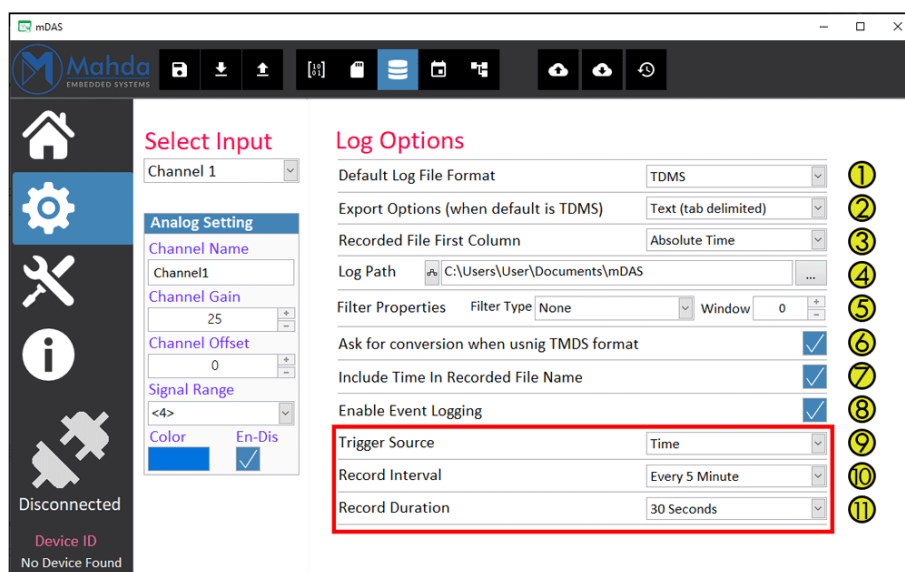 mDAS
Mahda
EMBEDDED SYSTEMS
Select Input
Channel 1
Analog Setting
Channel Name
Channel1
Channel Gain
25
Channel Offset
0
Signal Range
<4>
Color En-Dis
Log Options
Default Log File Format TDMS 1
Export Options (when default is TDMS) Text (tab delimited) 2
Recorded File First Column Absolute Time 3
Log Path C:\Users\User\Documents\mDAS ... 4
Filter Properties Filter Type None Window 0 5
Ask for conversion when usnig TMDS format 6
Include Time In Recorded File Name 7
Enable Event Logging 8
Trigger Source Time 9
Record Interval Every 5 Minute 10
Record Duration 30 Seconds 11
Disconnected
Device ID
No Device Found